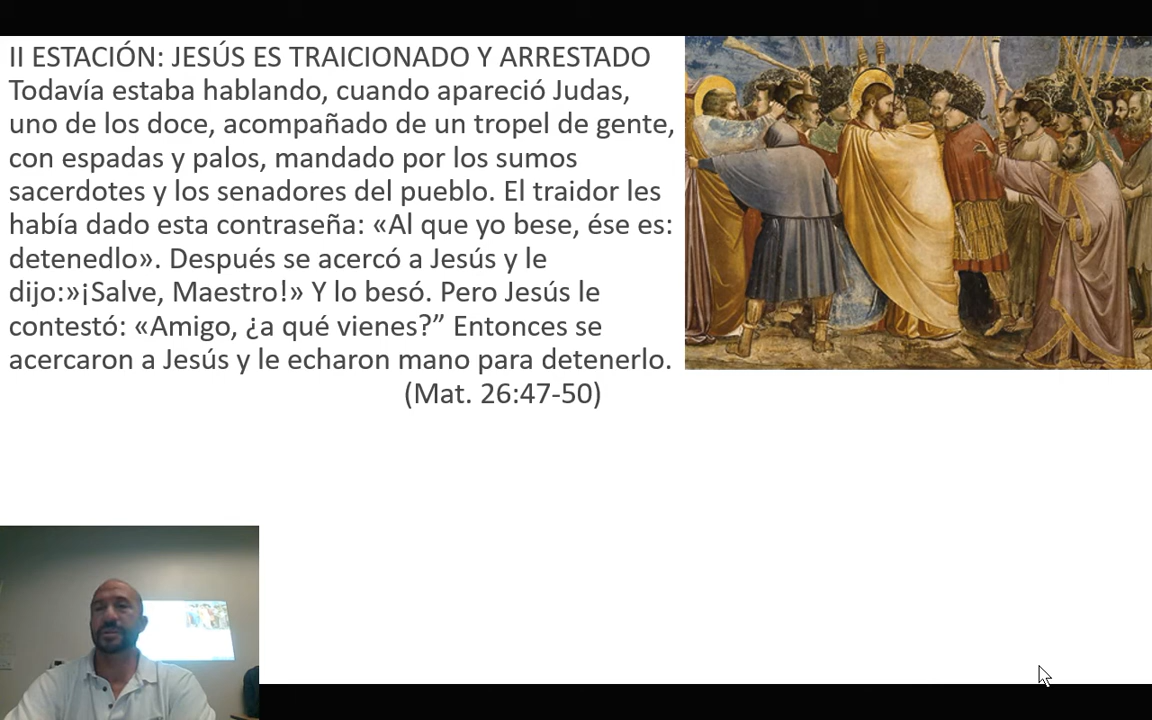 II ESTACIÓN: JESÚS ES TRAICIONADO Y ARRESTADO
Todavía estaba hablando, cuando apareció Judas,
uno de los doce, acompañado de un tropel de gente,
con espadas y palos, mandado por los sumos
sacerdotes y los senadores del pueblo. El traidor les
había dado esta contraseña: «Al que yo bese, ése es:
detenedlo». Después se acercó a Jesús y le
dijo:»¡Salve, Maestro!» Y lo besó. Pero Jesús le
contestó: «Amigo, ¿a qué vienes?” Entonces se
acercaron a Jesús y le echaron mano para detenerlo.
(Mat. 26:47-50)